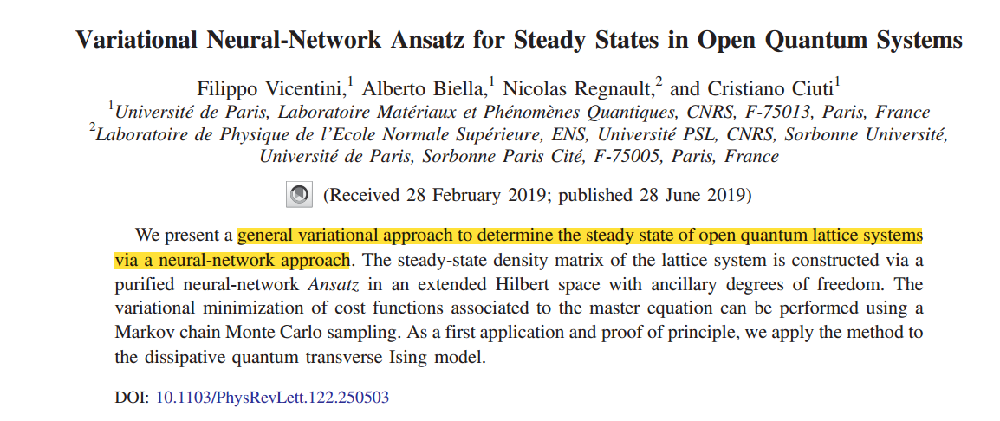 Variational Neural-Network Ansatz for Steady States in Open Quantum Systems
Filippo Vicentini,1 Alberto Biella,1 Nicolas Regnault,2 and Cristiano Ciuti1
1Université de Paris, Laboratoire Matériaux et Phénomènes Quantiques, CNRS, F-75013, Paris, France
2Laboratoire de Physique de l'Ecole Normale Supérieure, ENS, Université PSL, CNRS, Sorbonne Université,
Université de Paris, Sorbonne Paris Cité, F-75005, Paris, France
(Received 28 February 2019; published 28 June 2019)
We present a general variational approach to determine the steady state of open quantum lattice systems
via a neural-network approach. The steady-state density matrix of the lattice system is constructed via a
purified neural-network Ansatz in an extended Hilbert space with ancillary degrees of freedom. The
variational minimization of cost functions associated to the master equation can be performed using a
Markov chain Monte Carlo sampling. As a first application and proof of principle, we apply the method to
the dissipative quantum transverse Ising model.
DOI: 10.1103/PhysRevLett.122.250503